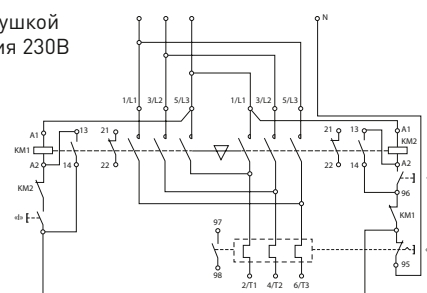 ушкой
ия 230В
N
1/L1 3/L2 5/L3 1/L1 3/L2 5/L3
A1 13 21 21 13 A1
KM1 KM2
A2 14 22 22 14 A2
KM2 96
«I» KM1
97
98 95
2/T1 4/T2 6/T3